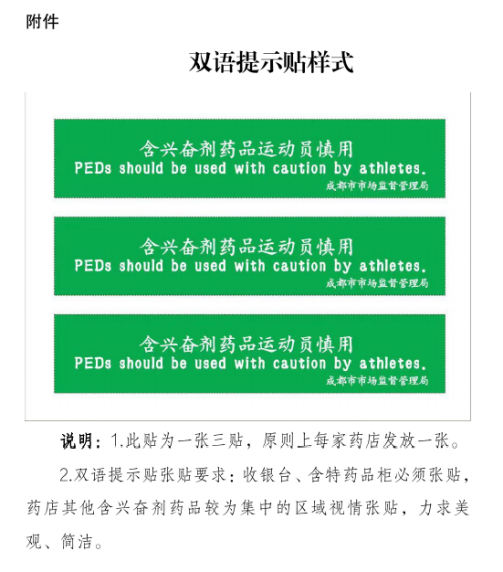 附件
双语提示贴样式
含兴奋剂药品运动员慎用
PEDs should be used with caution by athletes.
成都市市场监督管理局
含兴奋剂药品运动员慎用
PEDs should be used with caution by athletes.
成都市市场监督管理局
含兴奋剂药品运动员慎用
PEDs should be used with caution by athletes.
成都市市场监督管理局
说明：1.此贴为一张三贴，原则上每家药店发放一张。
2.双语提示贴张贴要求：收银台、含特药品柜必须张贴，
药店其他含兴奋剂药品较为集中的区域视情张贴，力求美
观、简洁。